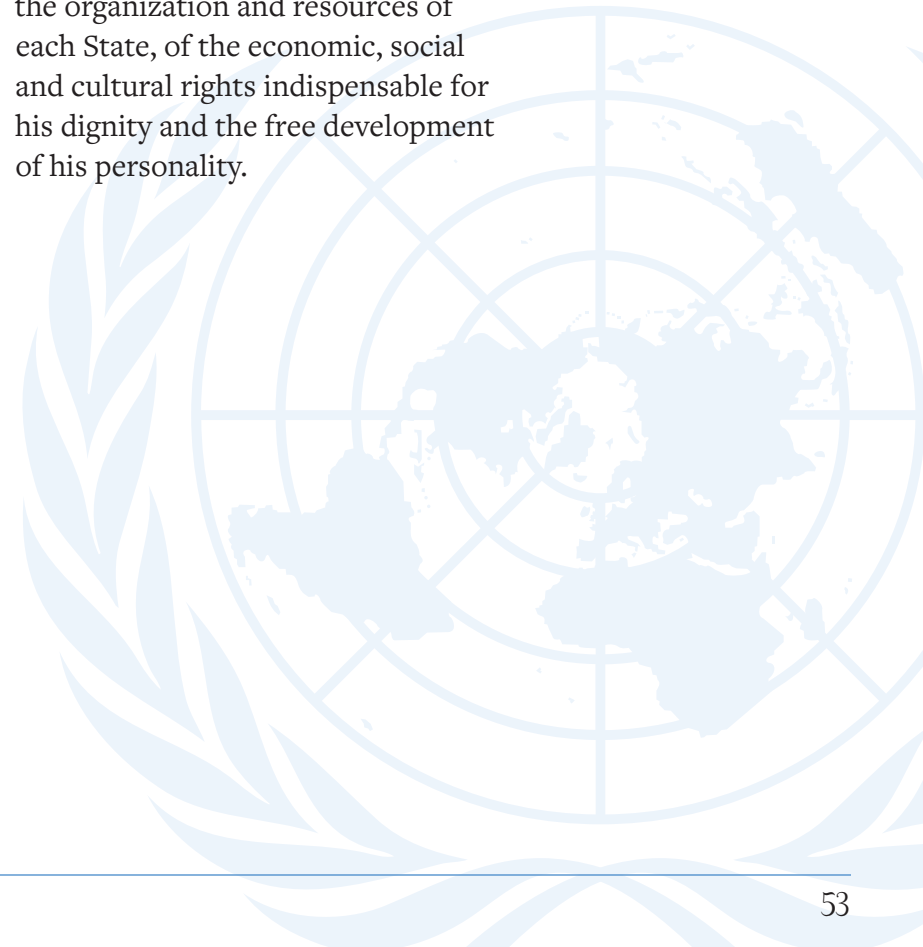 the organization and resources of
each State, of the economic, social
and cultural rights indispensable for
his dignity and the free development
of his personality.
53